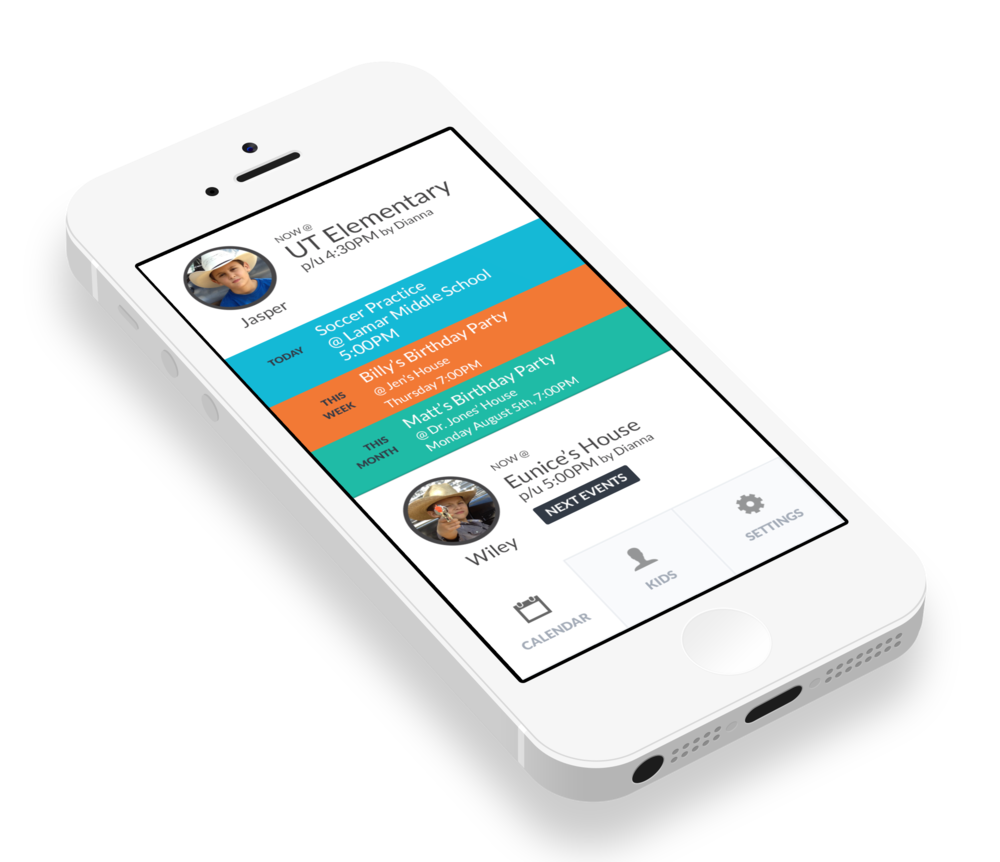 NOW @
UT Elementary
p/u 4:30PM by Dianna
Jasper
TODAY
Soccer Practice
@ Lamar Middle School
5:00PM
THIS
WEEK
Billy's Birthday Party
@ Jen's House
Thursday 7:00PM
THIS
MONTH
Matt's Birthday Party
@ Dr. Jones' House
Monday August 5th, 7:00PM
NOW @
Eunice's House
p/u 5:00PM by Dianna
NEXT EVENTS
Wiley
CALENDAR
KIDS
SETTINGS